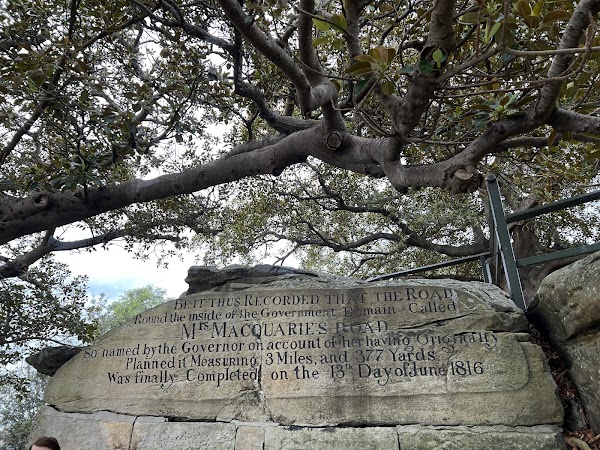 BE IT THUS RECORDED THAT THE ROAD
Round the inside of the Government Domain Called
MRS MACQUARIE'S ROAD
So named by the Governor on account of her having Originally
Planned it Measuring 3 Miles, and 377 Yards
Was finally Completed on the 13th Day of June 1816